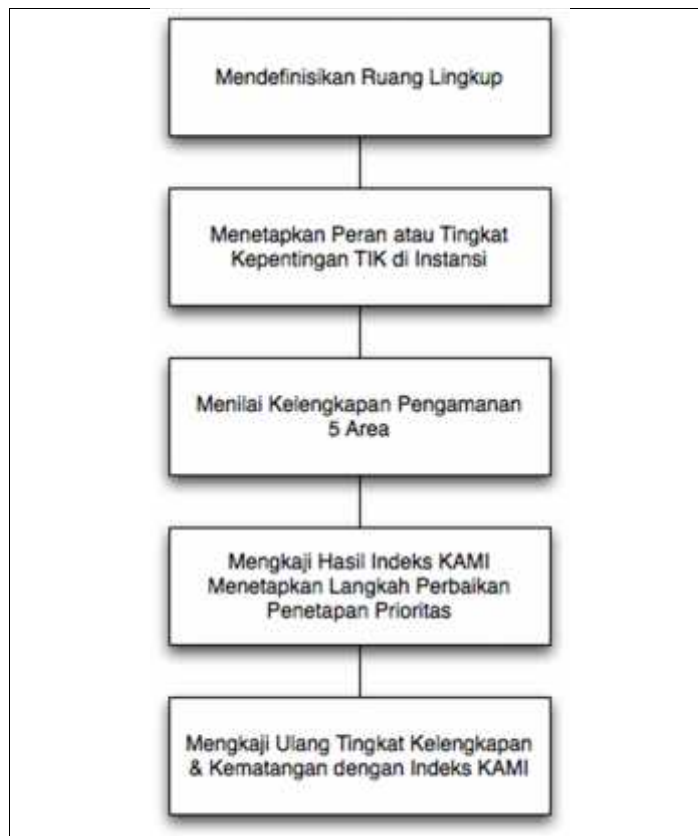 Mendefinisikan Ruang Lingkup
Menetapkan Peran atau Tingkat
Kepentingan TIK di Instansi
Menilai Kelengkapan Pengamanan
5 Area
Mengkaji Hasil Indeks KAMI
Menetapkan Langkah Perbaikan
Penetapan Prioritas
Mengkaji Ulang Tingkat Kelengkapan
& Kematangan dengan Indeks KAMI